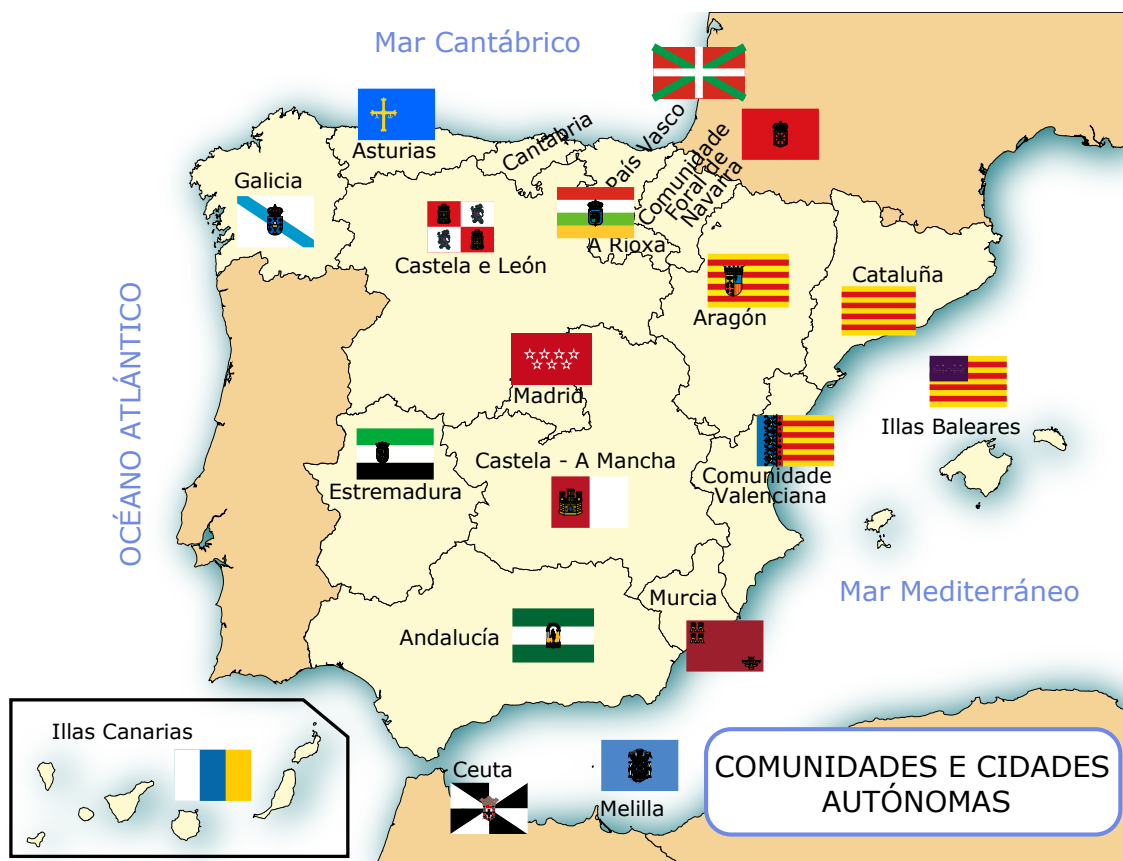 Mar Cantábrico
Asturias
Cantabria
País Vasco
Comunidade
Foral de
Navarra
Galicia
A Rioxa
Castela e León
Cataluña
Aragón
OCÉANO ATLÁNTICO
Madrid
Illas Baleares
Castela - A Mancha
Estremadura
Comunidade
Valenciana
Mar Mediterráneo
Murcia
Andalucía
Illas Canarias
Ceuta
Melilla
COMUNIDADES E CIDADES
AUTÓNOMAS